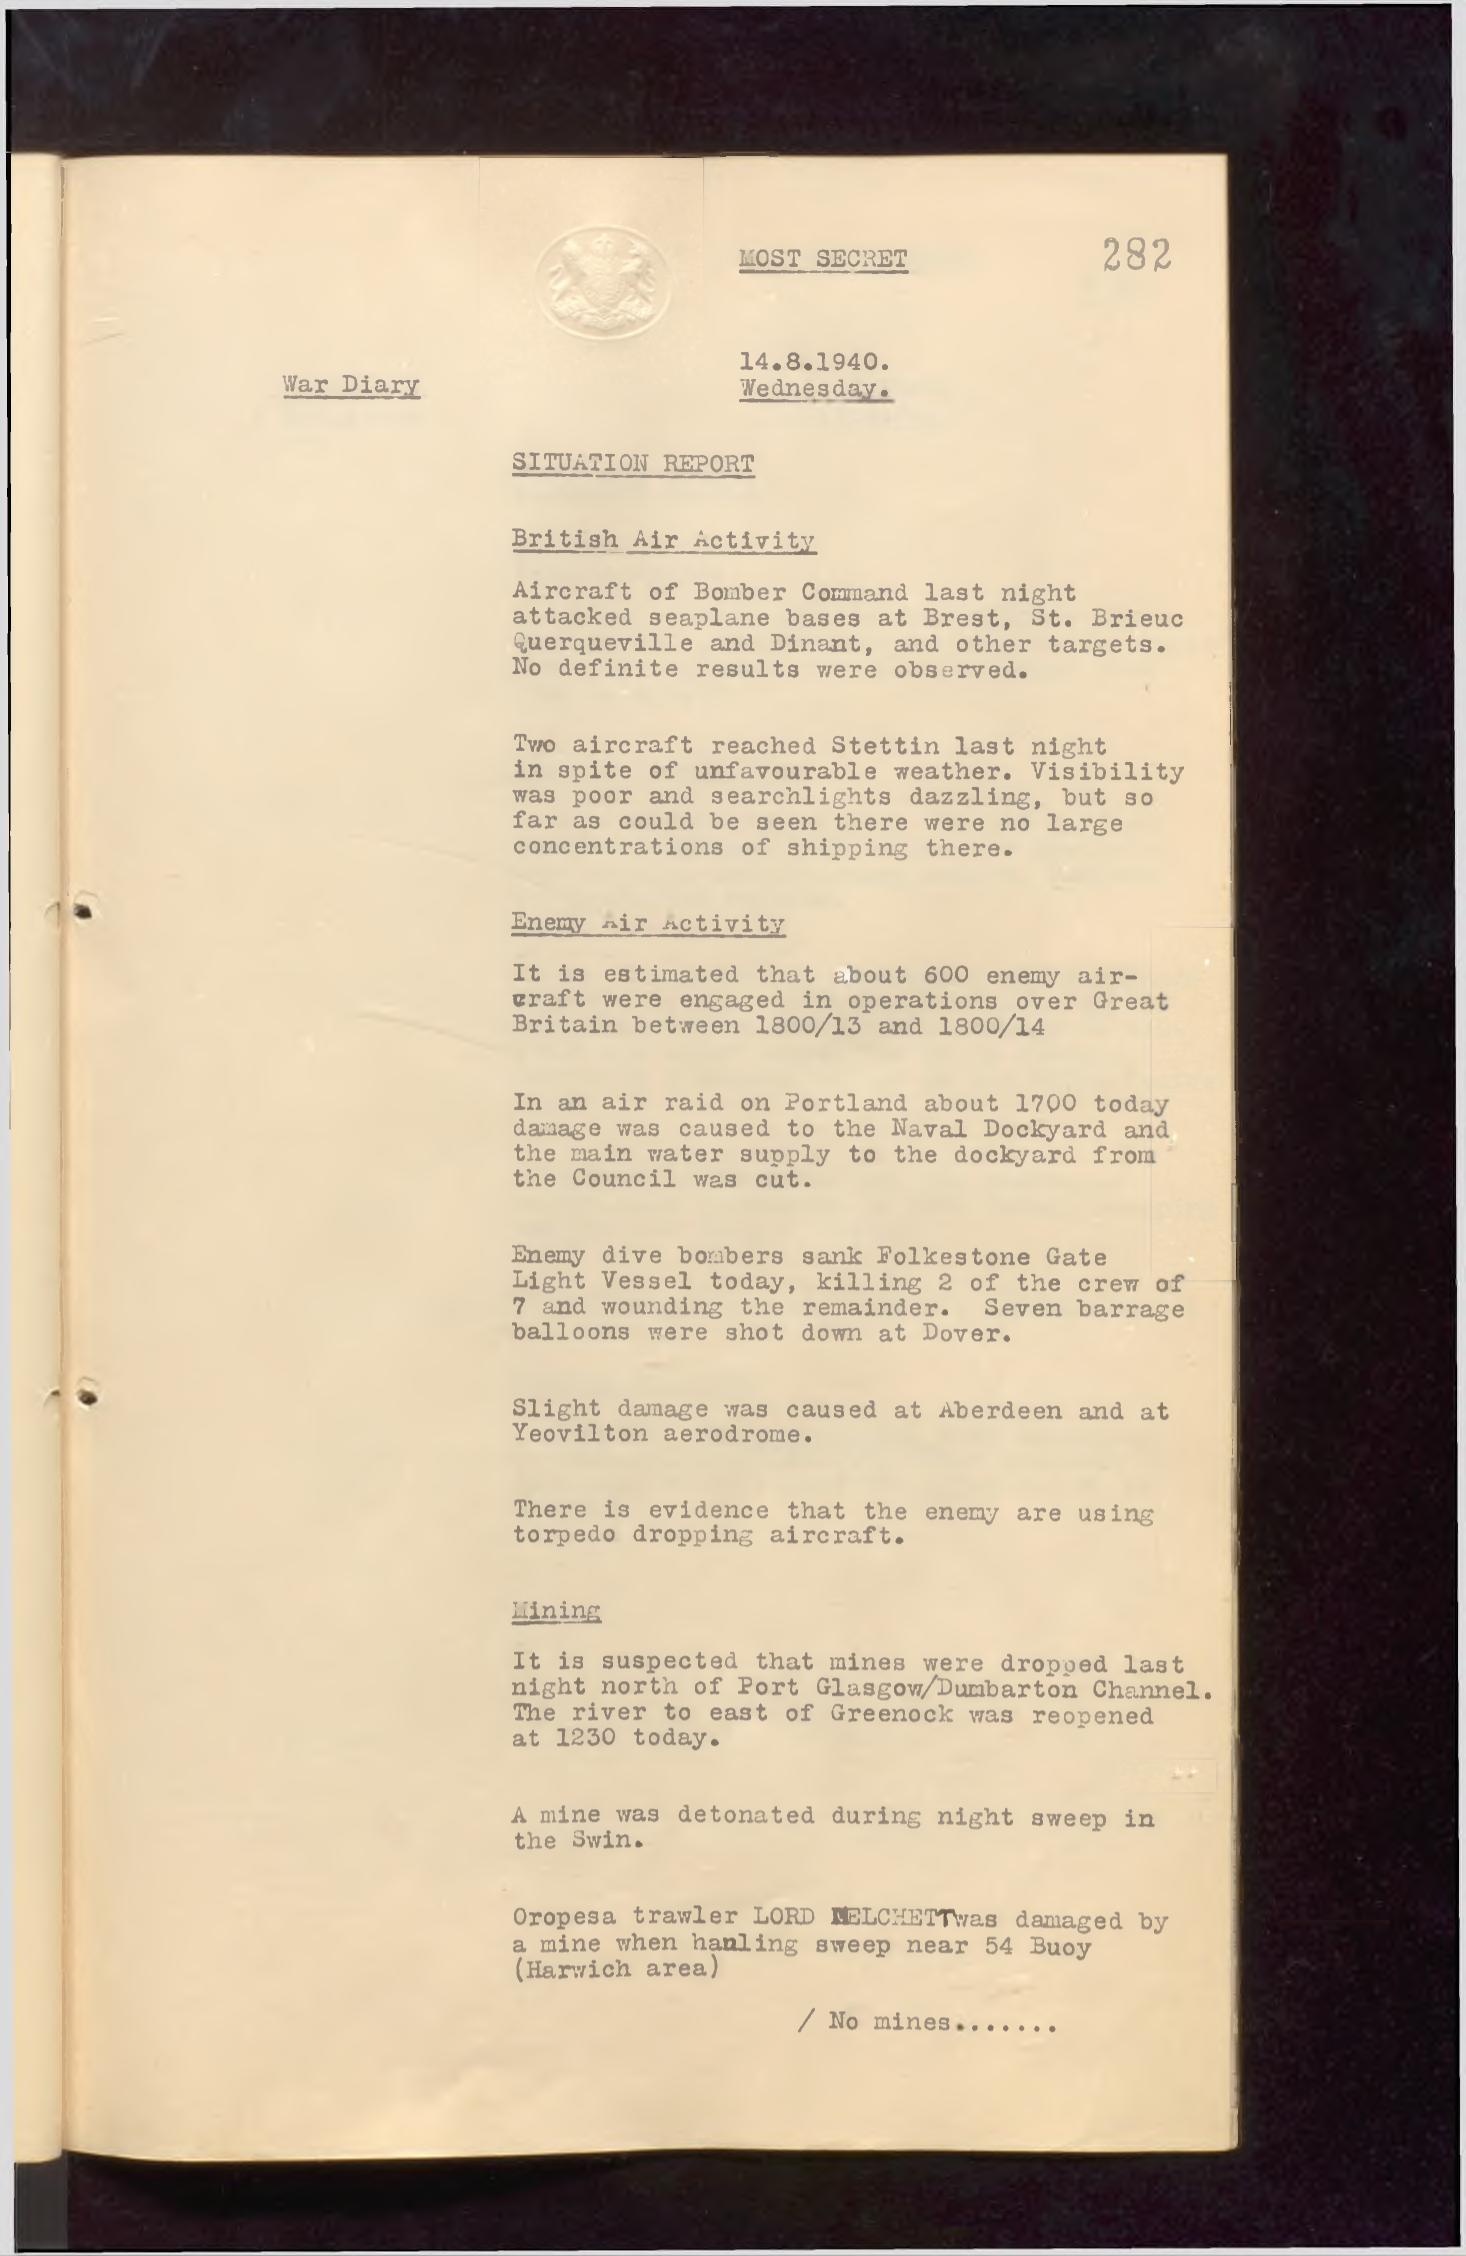 MOST SECRET
282
14.8.1940.
War Diary
Wednesday.
SITUATION REPORT
British Air Activity
Aircraft of Bomber Command last night
attacked seaplane bases at Brest, St. Brieuc
Querqueville and Dinant, and other targets.
No definite results were observed.
Two aircraft reached Stettin last night
in spite of unfavourable weather. Visibility
was poor and searchlights dazzling, but so
far as could be seen there were no large
concentrations of shipping there.
Enemy Air Activity
It is estimated that about 600 enemy air-
craft were engaged in operations over Great
Britain between 1800/13 and 1800/14
In an air raid on Portland about 1700 today
damage was caused to the Naval Dockyard and
the main water supply to the dockyard from
the Council was cut.
Enemy dive bombers sank Folkestone Gate
Light Vessel today, killing 2 of the crew of
7 and wounding the remainder. Seven barrage
balloons were shot down at Dover.
Slight damage was caused at Aberdeen and at
Yeovilton aerodrome.
There is evidence that the enemy are using
torpedo dropping aircraft.
Mining
It is suspected that mines were dropped last
night north of Port Glasgow/Dumbarton Channel.
The river to east of Greenock was reopened
at 1230 today.
A mine was detonated during night sweep in
the Swin.
Oropesa trawler LORD MELCHETT was damaged by
a mine when hauling sweep near 54 Buoy
(Harwich area)
/ No mines.......